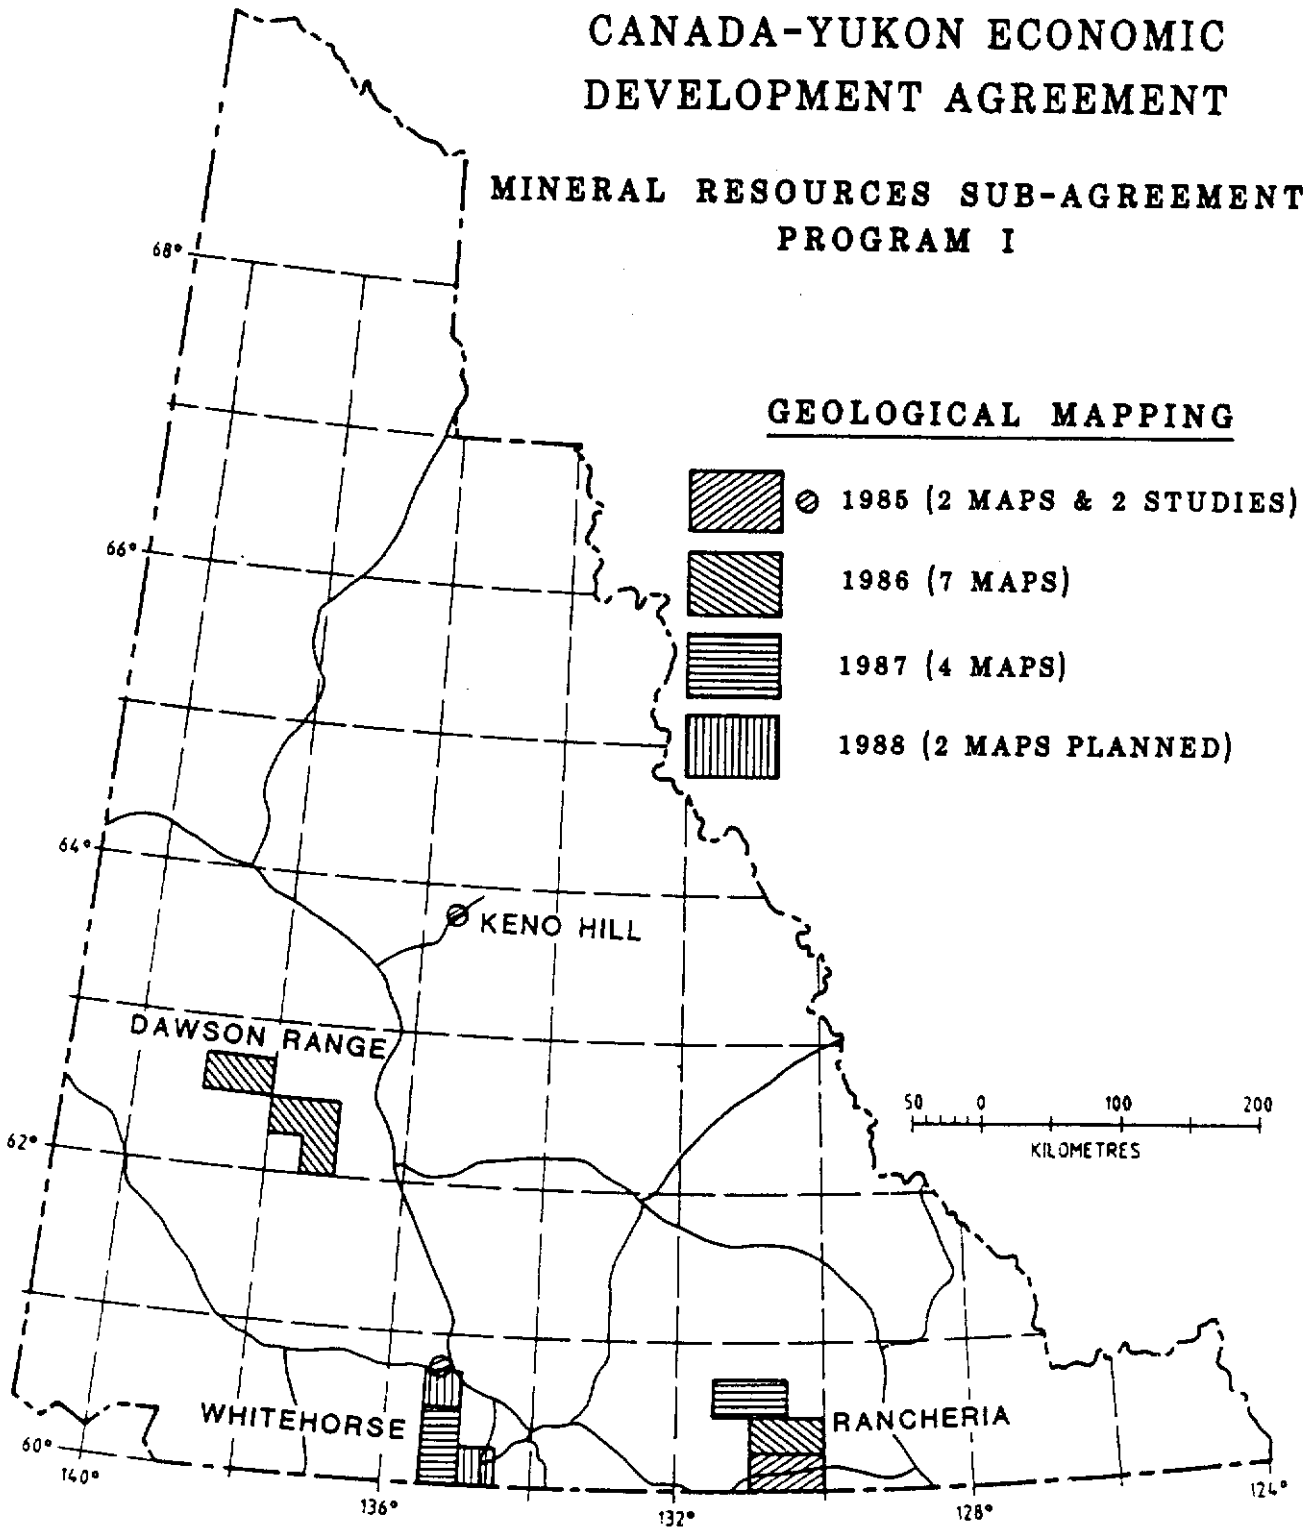 CANADA-YUKON ECONOMIC
DEVELOPMENT AGREEMENT
MINERAL RESOURCES SUB-AGREEMENT
PROGRAM I
68°
GEOLOGICAL MAPPING
1985 (2 MAPS & 2 STUDIES)
66°
1986 (7 MAPS)
1987 (4 MAPS)
1988 (2 MAPS PLANNED)
64°
KENO HILL
DAWSON RANGE
50 0 100 200
KILOMETRES
62°
WHITEHORSE
RANCHERIA
60°
140°
136°
132°
128°
124°